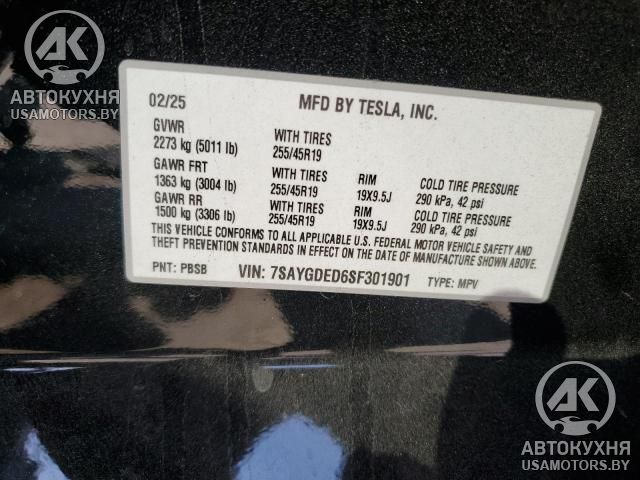 AK
АВТОКУХНЯ
USAMOTORS.BY
02/25 MFD BY TESLA, INC.
GVWR
2273 kg (5011 lb) WITH TIRES 255/45R19
GAWR FRT
1363 kg (3004 lb) WITH TIRES 255/45R19 RIM 19X9.5J COLD TIRE PRESSURE 290 kPa, 42 psi
GAWR RR
1500 kg (3306 lb) WITH TIRES 255/45R19 RIM 19X9.5J COLD TIRE PRESSURE 290 kPa, 42 psi
THIS VEHICLE CONFORMS TO ALL APPLICABLE U.S. FEDERAL MOTOR VEHICLE SAFETY AND
THEFT PREVENTION STANDARDS IN EFFECT ON THE DATE OF MANUFACTURE SHOWN ABOVE.
PNT: PBSB VIN: 7SAYGDED6SF301901 TYPE: MPV
AK
АВТОКУХНЯ
USAMOTORS.BY